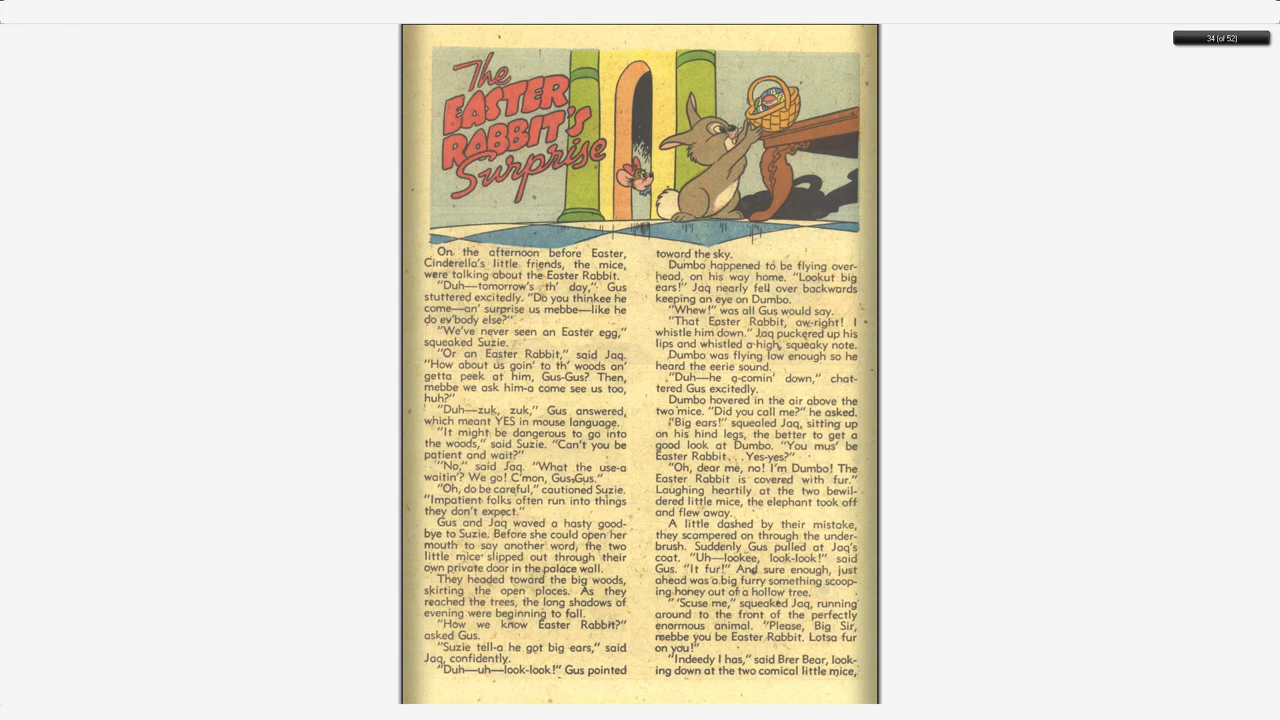 34 (of 52)
The
EASTER
RABBIT'S
Surprise
On the afternoon before Easter,
Cinderella's little friends, the mice,
were talking about the Easter Rabbit.
"Duh—tomorrow's th' day," Gus
stuttered excitedly. "Do you thinkee he
come—an' surprise us mebbe—like he
do ev'body else?"
"We've never seen an Easter egg,"
squeaked Suzie.
"Or an Easter Rabbit," said Jaq.
"How about us goin' to th' woods an'
getta peek at him, Gus-Gus? Then,
mebbe we ask him-a come see us too,
huh?"
"Duh—zuk, zuk," Gus answered,
which meant YES in mouse language.
"It might be dangerous to go into
the woods," said Suzie. "Can't you be
patient and wait?"
"No," said Jaq. "What the use-a
waitin'? We go! C'mon, Gus-Gus."
"Oh, do be careful," cautioned Suzie.
"Impatient folks often run into things
they don't expect."
Gus and Jaq waved a hasty good-
bye to Suzie. Before she could open her
mouth to say another word, the two
little mice slipped out through their
own private door in the palace wall.
They headed toward the big woods,
skirting the open places. As they
reached the trees, the long shadows of
evening were beginning to fall.
"How we know Easter Rabbit?"
asked Gus.
"Suzie tell-a he got big ears," said
Jaq, confidently.
"Duh—uh—look-look!" Gus pointed
toward the sky.
Dumbo happened to be flying over-
head, on his way home. "Lookut big
ears!" Jaq nearly fell over backwards
keeping an eye on Dumbo.
"Whew!" was all Gus would say.
"That Easter Rabbit, aw-right! I
whistle him down." Jaq puckered up his
lips and whistled a high, squeaky note.
Dumbo was flying low enough so he
heard the eerie sound.
"Duh—he a-comin' down," chat-
tered Gus excitedly.
Dumbo hovered in the air above the
two mice. "Did you call me?" he asked.
"Big ears!" squealed Jaq, sitting up
on his hind legs, the better to get a
good look at Dumbo. "You mus' be
Easter Rabbit . . . Yes-yes?"
"Oh, dear me, no! I'm Dumbo! The
Easter Rabbit is covered with fur."
Laughing heartily at the two bewil-
dered little mice, the elephant took off
and flew away.
A little dashed by their mistake,
they scampered on through the under-
brush. Suddenly Gus pulled at Jaq's
coat. "Uh—lookee, look-look!" said
Gus. "It fur!" And sure enough, just
ahead was a big furry something scoop-
ing honey out of a hollow tree.
"'Scuse me," squeaked Jaq, running
around to the front of the perfectly
enormous animal. "Please, Big Sir,
mebbe you be Easter Rabbit. Lotsa fur
on you!"
"Indeedy I has," said Brer Bear, look-
ing down at the two comical little mice,